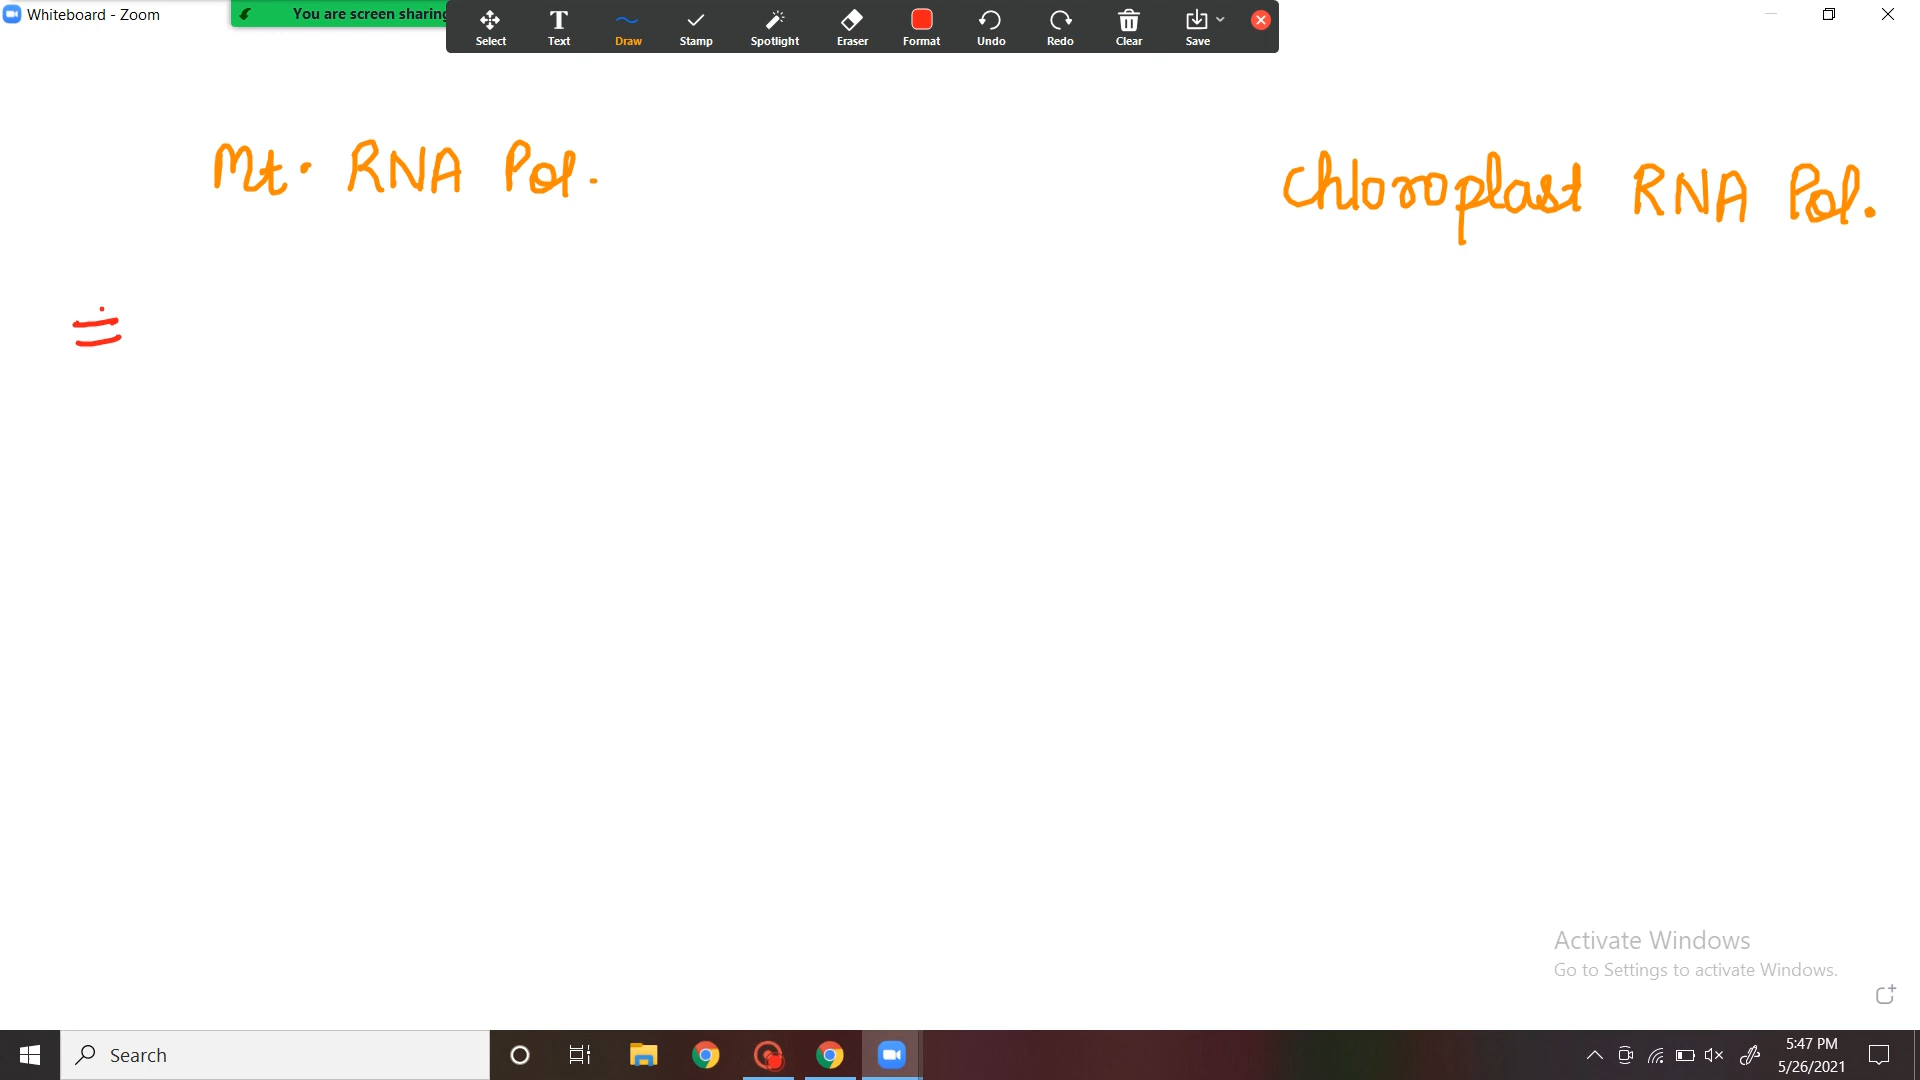 Whiteboard - Zoom
You are screen sharing
Select Text Draw Stamp Spotlight Eraser Format Undo Redo Clear Save
Mt. RNA Pol.
Chloroplast RNA Pol.
Activate Windows
Go to Settings to activate Windows.
Search
5:47 PM
5/26/2021